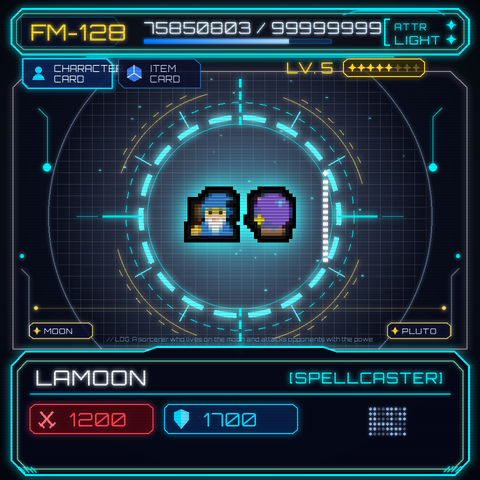 FM-128
75850803 / 99999999
ATTR
LIGHT
CHARACTER
CARD
ITEM
CARD
LV.5
MOON
PLUTO
// LOG: A sorcerer who lives on the moon and attacks opponents with the powe
LAMOON
[SPELLCASTER]
1200
1700